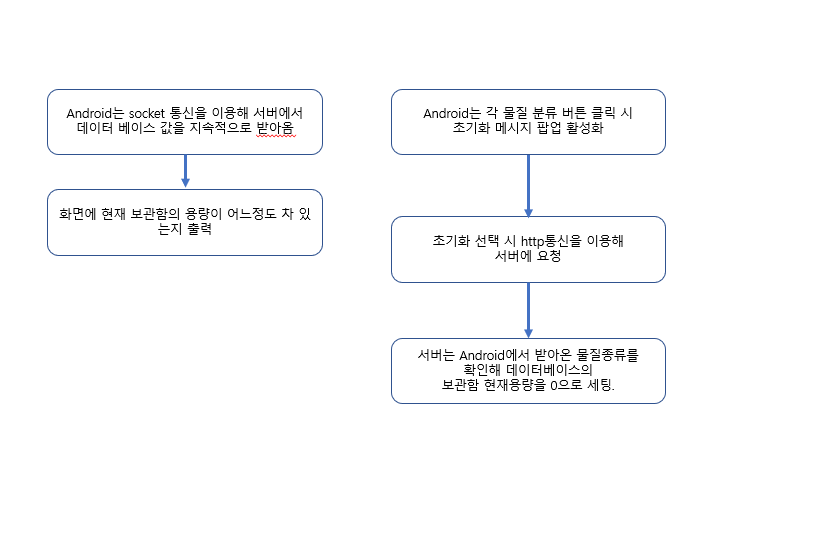 Android는 socket 통신을 이용해 서버에서
데이터 베이스 값을 지속적으로 받아옴
화면에 현재 보관함의 용량이 어느정도 차 있
는지 출력
Android는 각 물질 분류 버튼 클릭 시
초기화 메시지 팝업 활성화
초기화 선택 시 http통신을 이용해
서버에 요청
서버는 Android에서 받아온 물질종류를
확인해 데이터베이스의
보관함 현재용량을 0으로 세팅.